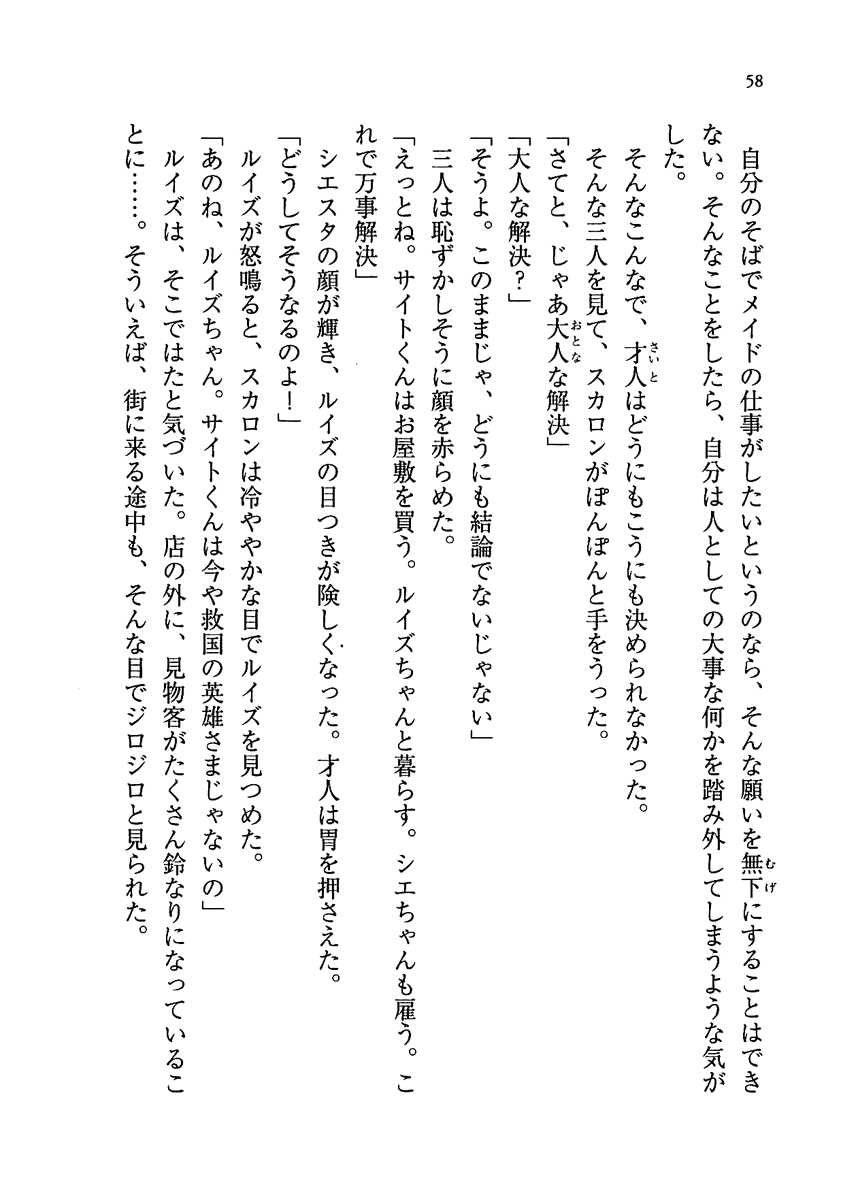 58
　自分のそばでメイドの仕事がしたいというのなら、そんな願いを無下にすることはでき
ない。そんなことをしたら、自分は人としての大事な何かを踏み外してしまうような気が
した。
　そんなこんなで、才人はどうにもこうにも決められなかった。
　そんな三人を見て、スカロンがぽんぽんと手をうった。
「さてと、じゃあ大人な解決」
「大人な解決？」
「そうよ。このままじゃ、どうにも結論でないじゃない」
　三人は恥ずかしそうに顔を赤らめた。
「えっとね。サイトくんはお屋敷を買う。ルイズちゃんと暮らす。シエちゃんも雇う。こ
れで万事解決」
　シエスタの顔が輝き、ルイズの目つきが険しくなった。才人は胃を押さえた。
「どうしてそうなるのよ！」
　ルイズが怒鳴ると、スカロンは冷ややかな目でルイズを見つめた。
「あのね、ルイズちゃん。サイトくんは今や救国の英雄さまじゃないの」
　ルイズは、そこではたと気づいた。店の外に、見物客がたくさん鈴なりになっているこ
とに……。そういえば、街に来る途中も、そんな目でジロジロと見られた。